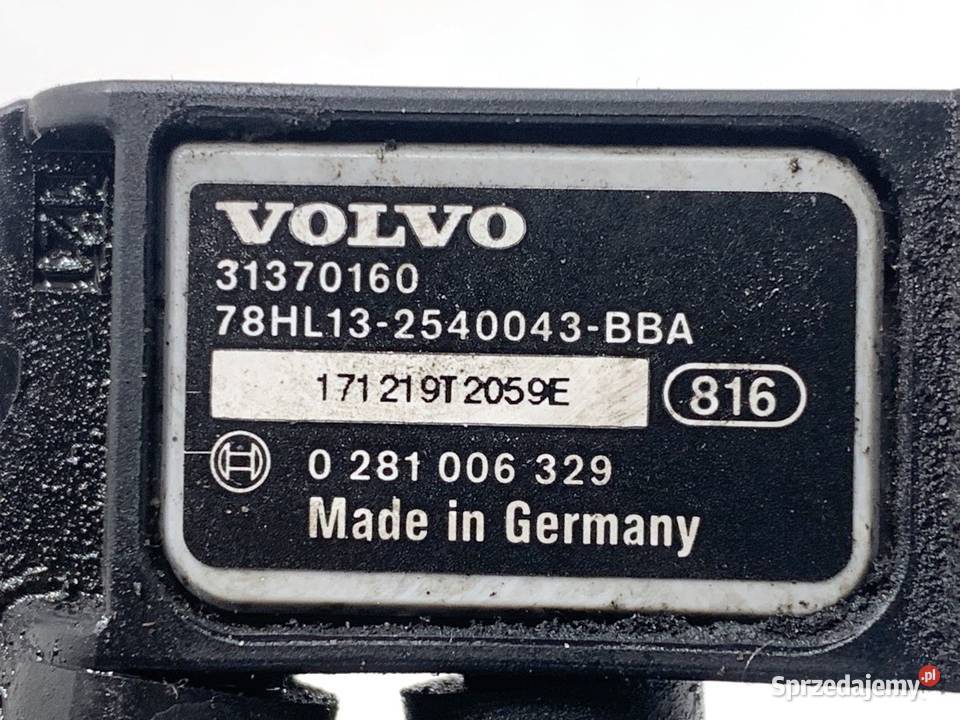 VOLVO
31370160
78HL13-2540043-BBA
171219T2059E
816
0 281 006 329
Made in Germany
Sprzedajemy.pl